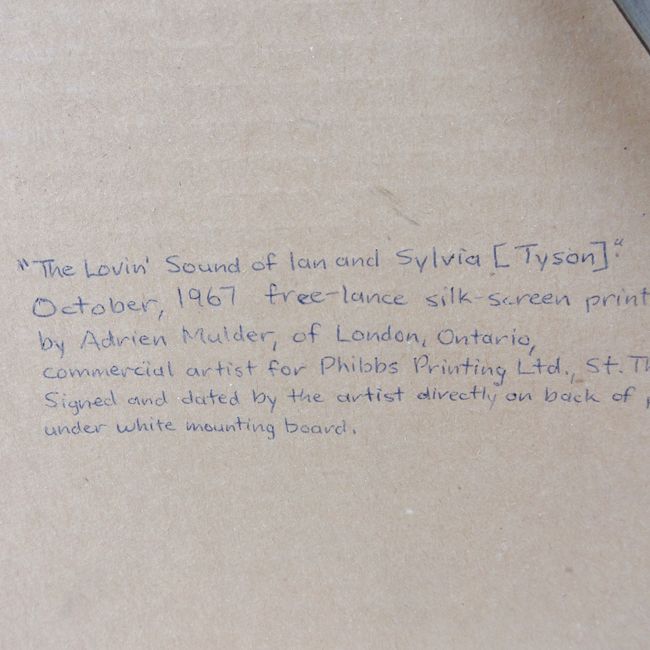 "The Lovin' Sound of Ian and Sylvia [Tyson]."
October, 1967 free-lance silk-screen print
by Adrien Mulder, of London, Ontario,
commercial artist for Phibbs Printing Ltd., St.
Signed and dated by the artist directly on back of
under white mounting board.